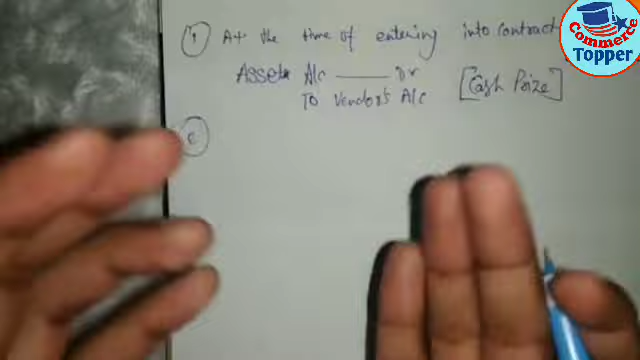 ① At the time of entering into contract
Asset A/c ——— Dr
To Vendor's A/c [Cash Prize]
②
Commerce
Topper